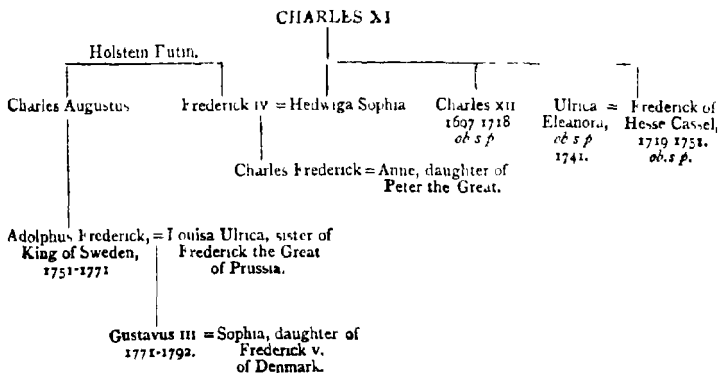 CHARLES XI
Holstein Eutin.
Charles Augustus
Frederick IV = Hedwiga Sophia
Charles XII
1697 1718
ob s p
Ulrica = Frederick of
Eleanora, Hesse Cassel,
ob s p 1719 1751.
1741. ob.s p.
Charles Frederick = Anne, daughter of
Peter the Great.
Adolphus Frederick, = Louisa Ulrica, sister of
King of Sweden, Frederick the Great
1751-1771 of Prussia.
Gustavus III = Sophia, daughter of
1771-1792. Frederick V.
of Denmark.